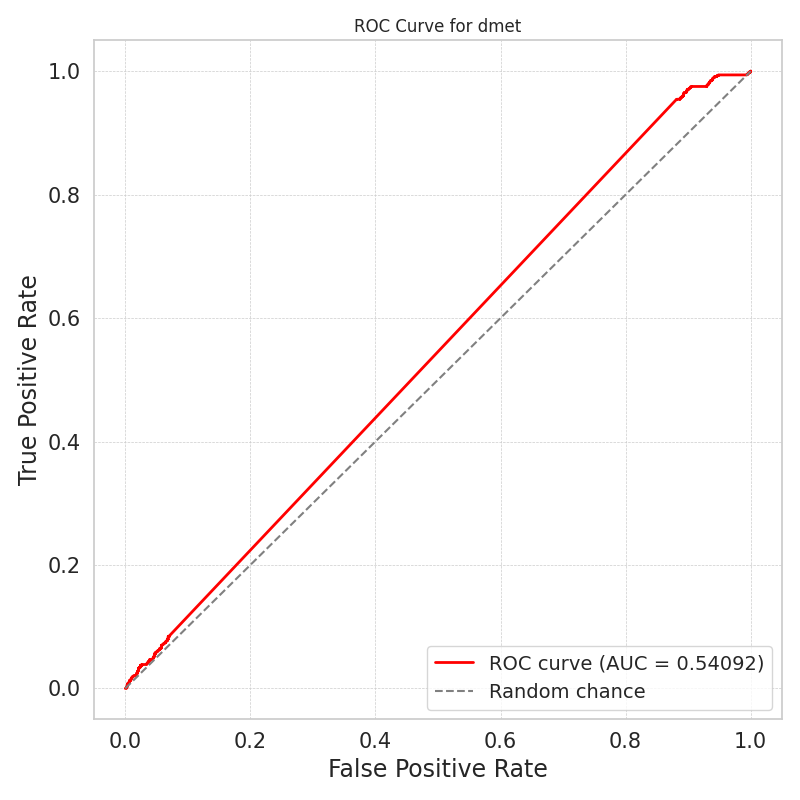 ROC Curve for dmet
1.0
0.8
0.6
0.4
0.2
0.0
True Positive Rate
ROC curve (AUC = 0.54092)
Random chance
0.0 0.2 0.4 0.6 0.8 1.0
False Positive Rate